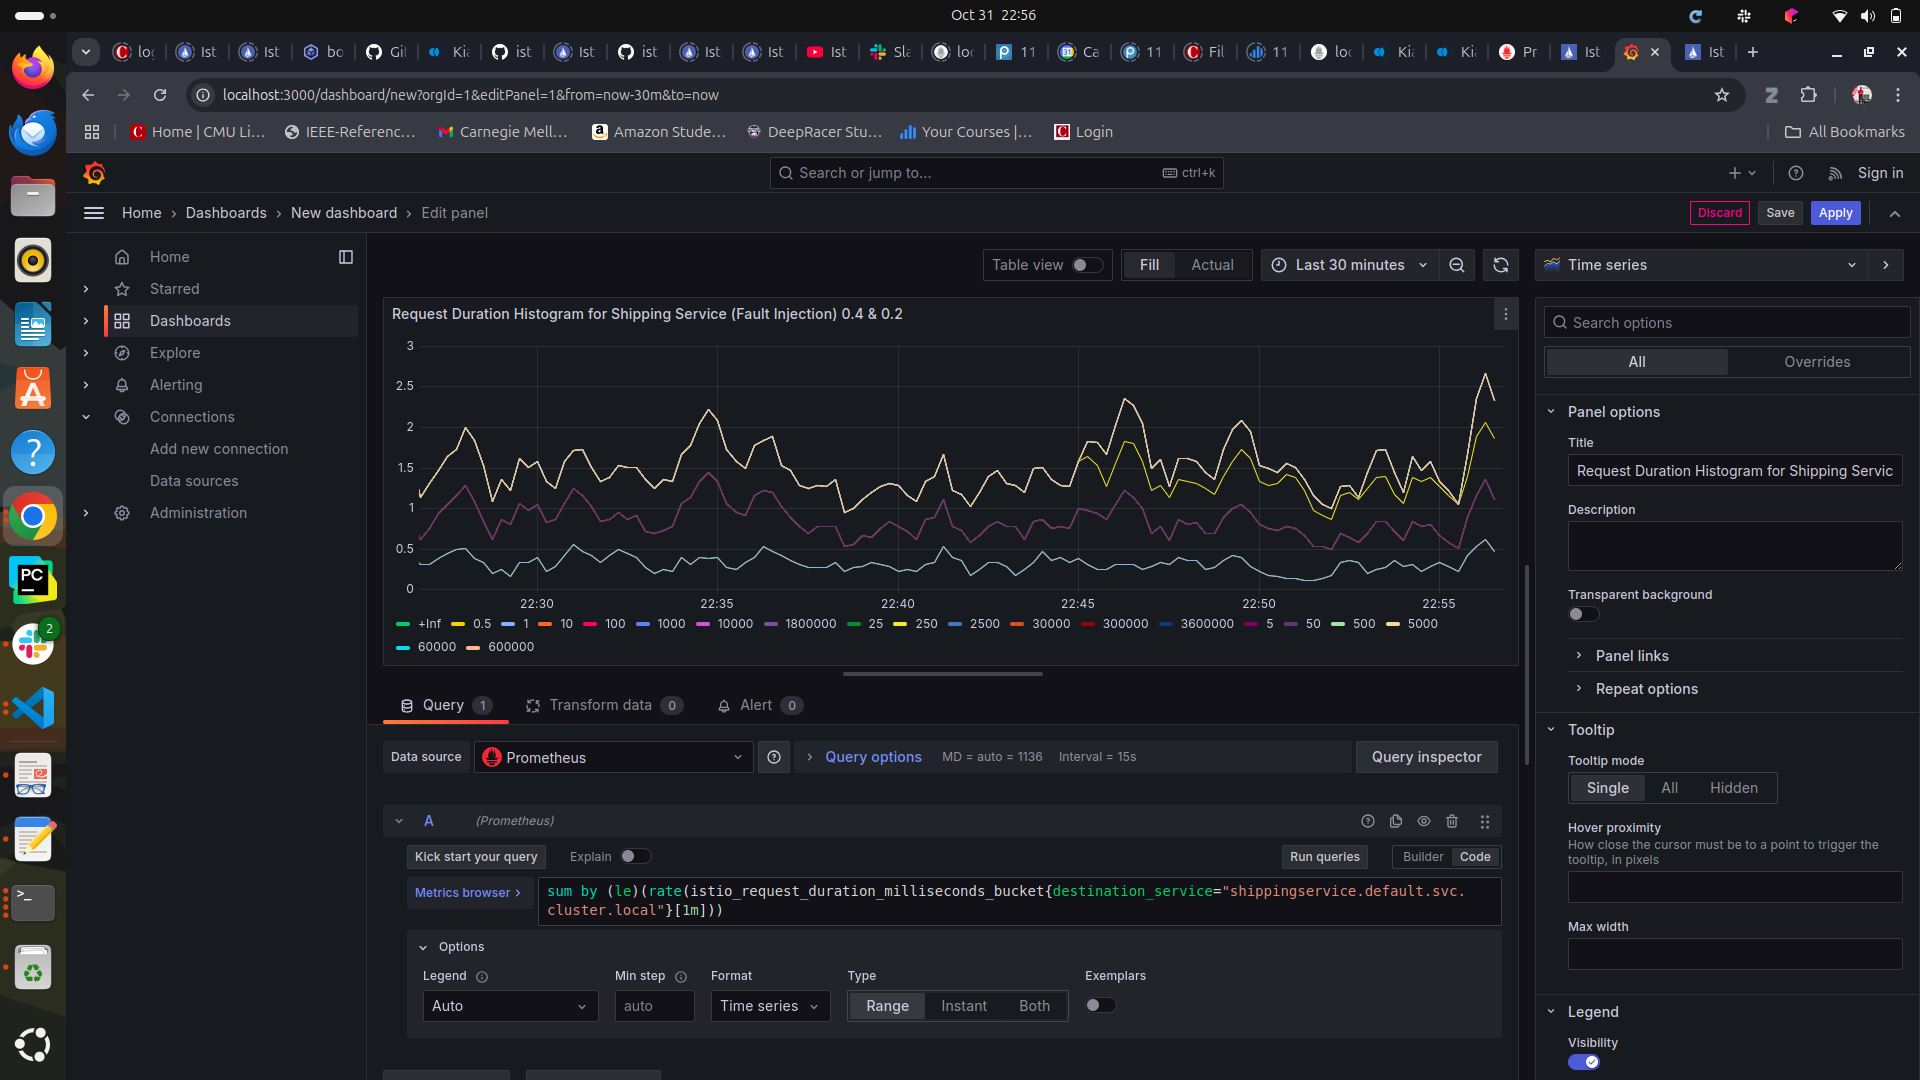 Oct 31 22:56
loc
Ist
Ist
bo
Git
Kia
ist
Ist
ist
Ist
Ist
Ist
Sla
loc
11
Ca
11
Fil
11
loc
Kia
Kia
Pr
Ist
Ist
localhost:3000/dashboard/new?orgId=1&editPanel=1&from=now-30m&to=now
Home | CMU Li...
IEEE-Referenc...
Carnegie Mell...
Amazon Stude...
DeepRacer Stu...
Your Courses |...
Login
All Bookmarks
Search or jump to...
ctrl+k
Sign in
Home › Dashboards › New dashboard › Edit panel
Discard
Save
Apply
Home
Starred
Dashboards
Explore
Alerting
Connections
Add new connection
Data sources
Administration
Table view
Fill
Actual
Last 30 minutes
Time series
Request Duration Histogram for Shipping Service (Fault Injection) 0.4 & 0.2
3
2.5
2
1.5
1
0.5
0
22:30 22:35 22:40 22:45 22:50 22:55
+Inf 0.5 1 10 100 1000 10000 1800000 25 250 2500 30000 300000 3600000 5 50 500 5000
60000 600000
Query 1
Transform data 0
Alert 0
Data source
Prometheus
Query options
MD = auto = 1136
Interval = 15s
Query inspector
A
(Prometheus)
Kick start your query
Explain
Run queries
Builder
Code
Metrics browser >
sum by (le)(rate(istio_request_duration_milliseconds_bucket{destination_service="shippingservice.default.svc.
cluster.local"}[1m]))
Options
Legend
Min step
Format
Type
Exemplars
Auto
auto
Time series
Range
Instant
Both
Search options
All
Overrides
Panel options
Title
Request Duration Histogram for Shipping Servic
Description
Transparent background
Panel links
Repeat options
Tooltip
Tooltip mode
Single
All
Hidden
Hover proximity
How close the cursor must be to a point to trigger the
tooltip, in pixels
Max width
Legend
Visibility
PC
2